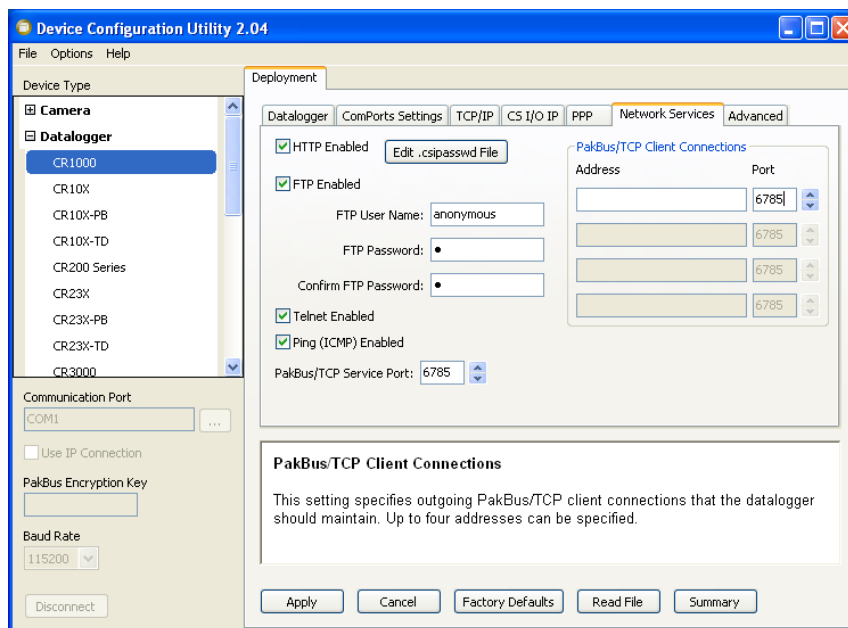 Device Configuration Utility 2.04
File Options Help
Device Type
Camera
Datalogger
CR1000
CR10X
CR10X-PB
CR10X-TD
CR200 Series
CR23X
CR23X-PB
CR23X-TD
CR3000
Communication Port
COM1
...
Use IP Connection
PakBus Encryption Key
Baud Rate
115200
Disconnect
Deployment
Datalogger ComPorts Settings TCP/IP CS I/O IP PPP Network Services Advanced
HTTP Enabled Edit .csipasswd File
FTP Enabled
FTP User Name: anonymous
FTP Password: •
Confirm FTP Password: •
Telnet Enabled
Ping (ICMP) Enabled
PakBus/TCP Service Port: 6785
PakBus/TCP Client Connections
Address Port
6785
6785
6785
6785
PakBus/TCP Client Connections
This setting specifies outgoing PakBus/TCP client connections that the datalogger
should maintain. Up to four addresses can be specified.
Apply Cancel Factory Defaults Read File Summary